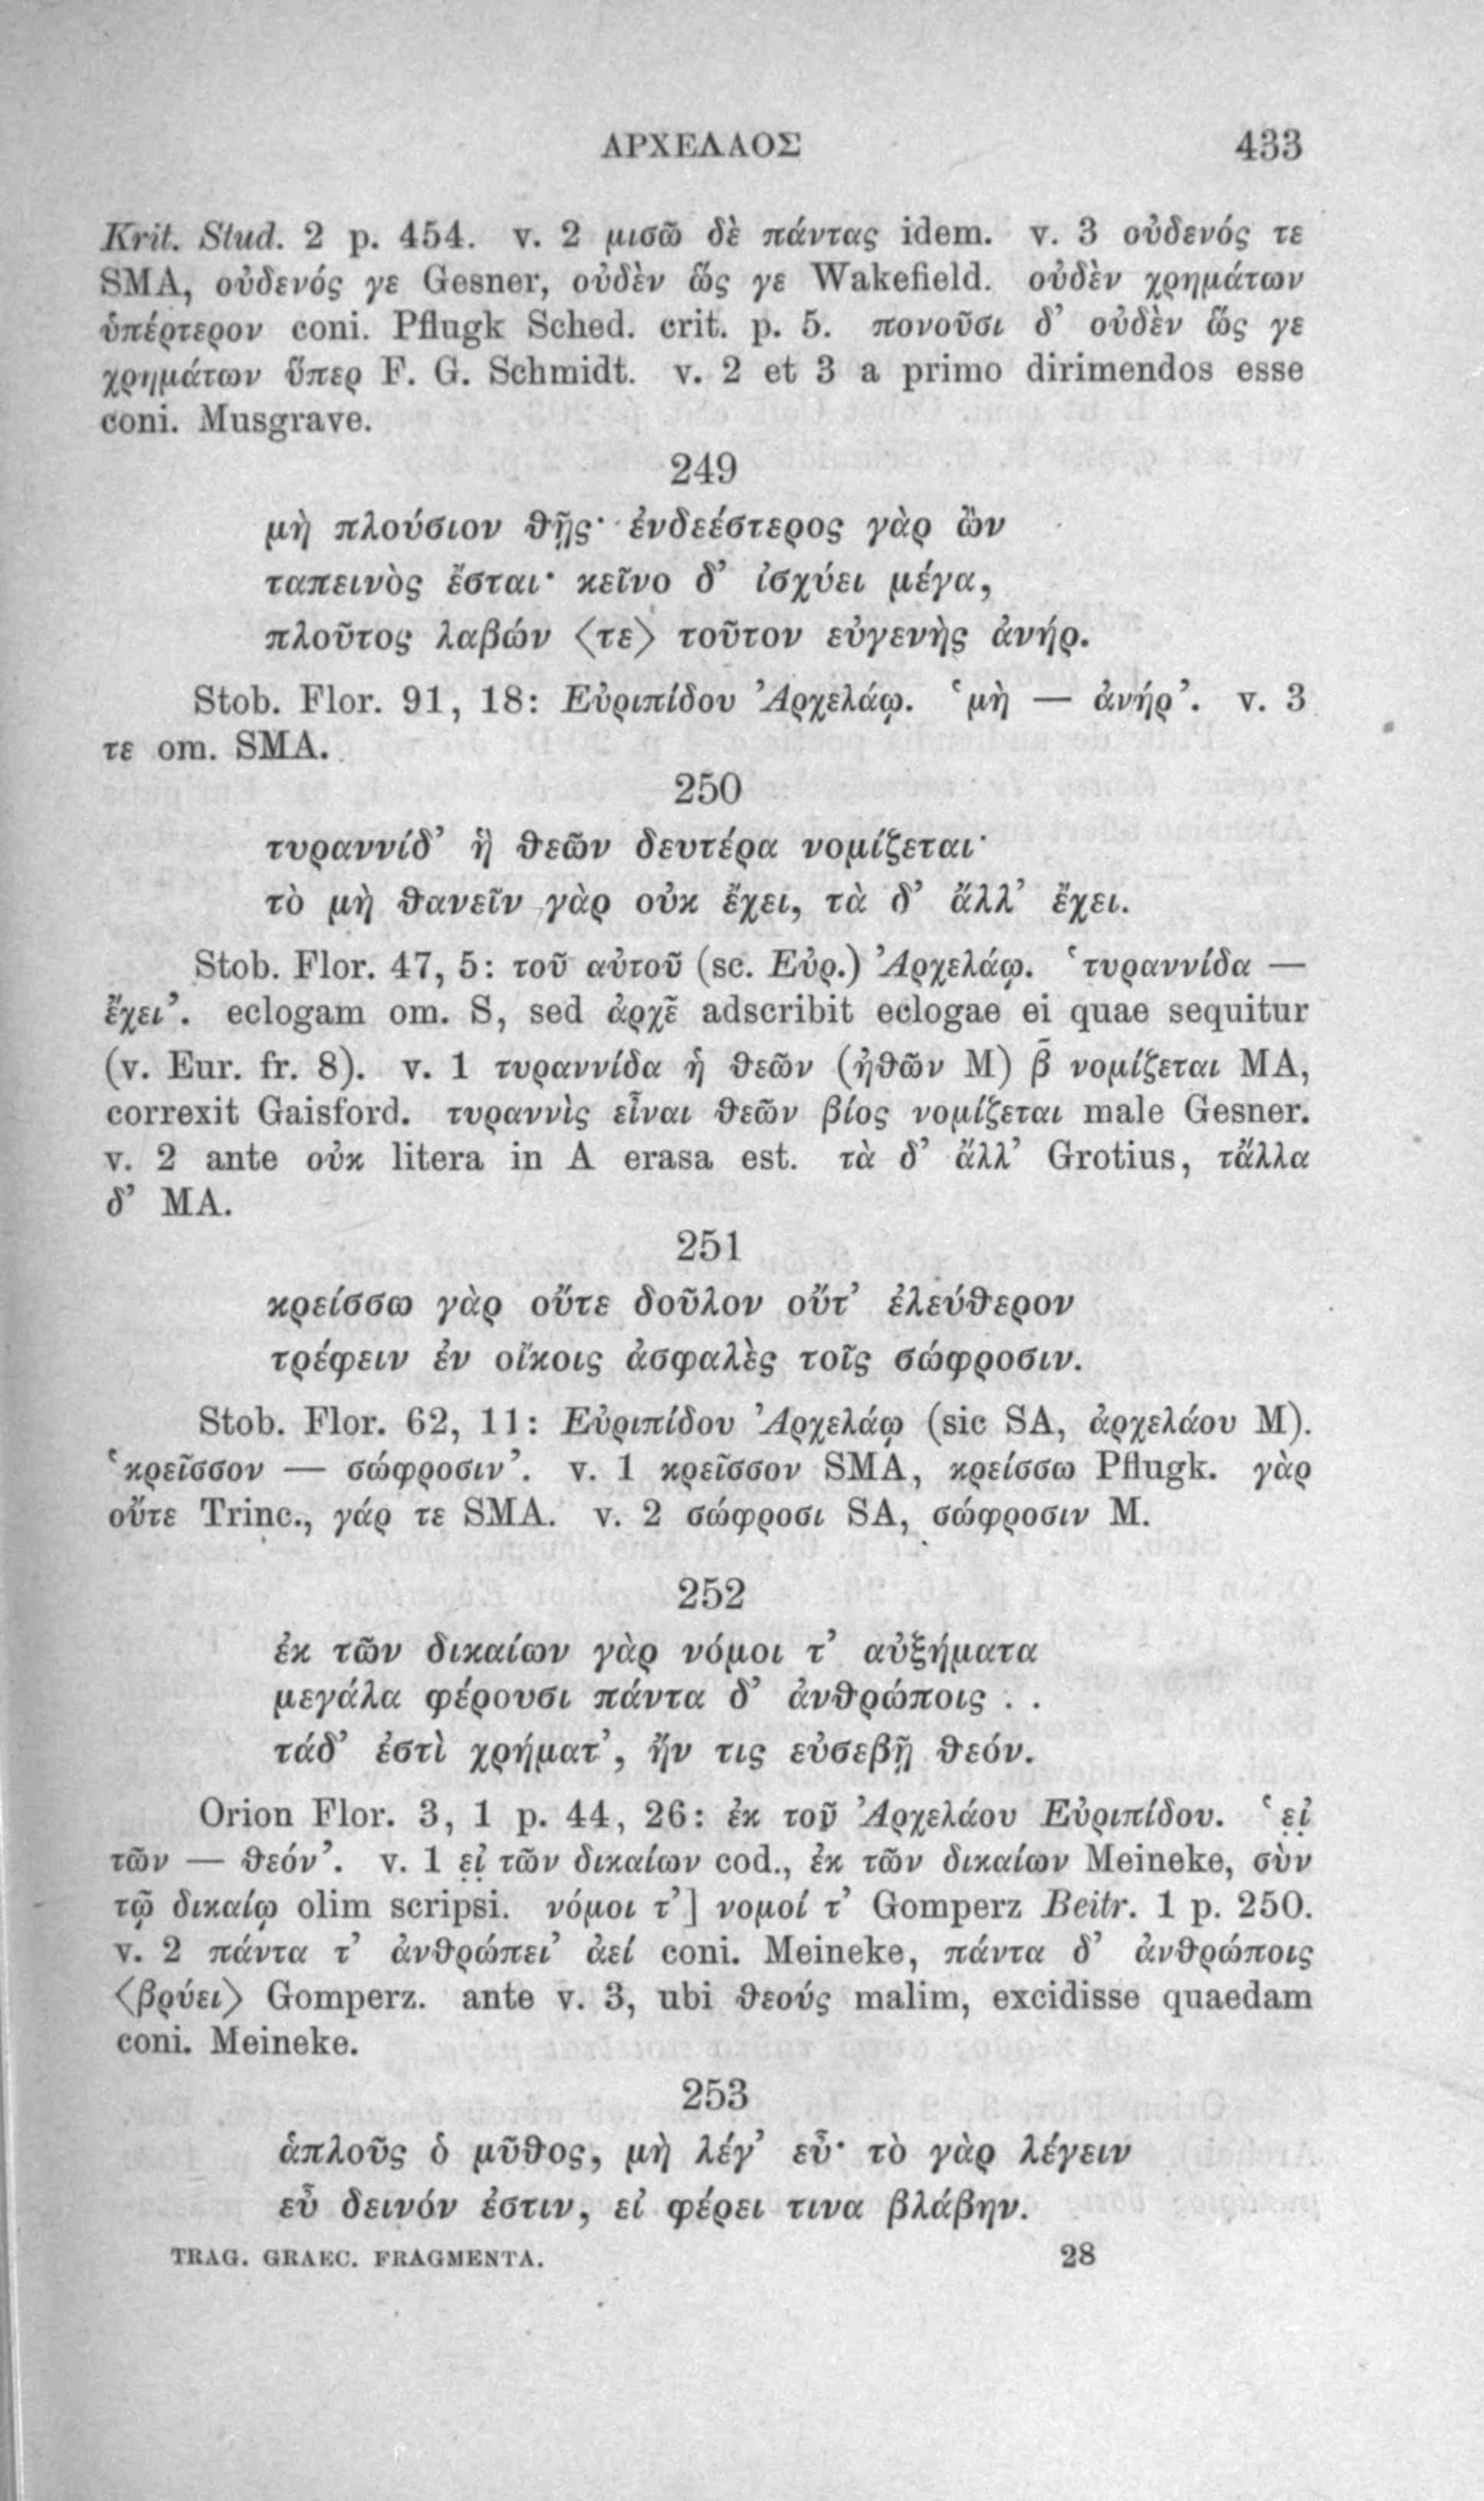 ΑΡΧΕΛΑΟΣ 433
Krit. Stud. 2 p. 454. v. 2 μισῶ δὲ πάντας idem. v. 3 οὐδενός τε
SMA, οὐδενός γε Gesner, οὐδὲν ὥς γε Wakefield. οὐδὲν χρημάτων
ὑπέρτερον coni. Pflugk Sched. crit. p. 5. πονοῦσι δ’ οὐδὲν ὥς γε
χρημάτων ὕπερ F. G. Schmidt. v. 2 et 3 a primo dirimendos esse
coni. Musgrave.
249
μὴ πλούσιον θῇς· ἐνδεέστερος γὰρ ὢν
ταπεινὸς ἔσται· κεῖνο δ’ ἰσχύει μέγα,
πλοῦτος λαβών ⟨τε⟩ τοῦτον εὐγενὴς ἀνήρ.
Stob. Flor. 91, 18: Εὐριπίδου Ἀρχελάῳ. ‘μὴ — ἀνήρ’. v. 3
τε om. SMA.
250
τυραννίδ’ ἣ θεῶν δευτέρα νομίζεται·
τὸ μὴ θανεῖν γὰρ οὐκ ἔχει, τὰ δ’ ἄλλ’ ἔχει.
Stob. Flor. 47, 5: τοῦ αὐτοῦ (sc. Εὐρ.) Ἀρχελάῳ. ‘τυραννίδα —
ἔχει’. eclogam om. S, sed ἀρχε̃ adscribit eclogae ei quae sequitur
(v. Eur. fr. 8). v. 1 τυραννίδα ἡ θεῶν (ἠθῶν M) β̄ νομίζεται MA,
correxit Gaisford. τυραννὶς εἶναι θεῶν βίος νομίζεται male Gesner.
v. 2 ante οὐκ litera in A erasa est. τὰ δ’ ἄλλ’ Grotius, τἄλλα
δ’ MA.
251
κρείσσω γὰρ οὔτε δοῦλον οὔτ’ ἐλεύθερον
τρέφειν ἐν οἴκοις ἀσφαλὲς τοῖς σώφροσιν.
Stob. Flor. 62, 11: Εὐριπίδου Ἀρχελάῳ (sic SA, ἀρχελάου M).
‘κρεῖσσον — σώφροσιν’. v. 1 κρεῖσσον SMA, κρείσσω Pflugk. γὰρ
οὔτε Trinc., γάρ τε SMA. v. 2 σώφροσι SA, σώφροσιν M.
252
ἐκ τῶν δικαίων γὰρ νόμοι τ’ αὐξήματα
μεγάλα φέρουσι πάντα δ’ ἀνθρώποις . .
τάδ’ ἐστὶ χρήματ’, ἤν τις εὐσεβῇ θεόν.
Orion Flor. 3, 1 p. 44, 26: ἐκ τοῦ Ἀρχελάου Εὐριπίδου. ‘ẹἰ̣
τῶν — θεόν’. v. 1 ẹἰ̣ τῶν δικαίων cod., ἐκ τῶν δικαίων Meineke, σὺν
τῷ δικαίῳ olim scripsi. νόμοι τ’] νομοί τ’ Gomperz Beitr. 1 p. 250.
v. 2 πάντα τ’ ἀνθρώπει’ ἀεί coni. Meineke, πάντα δ’ ἀνθρώποις
⟨βρύει⟩ Gomperz. ante v. 3, ubi θεούς malim, excidisse quaedam
coni. Meineke.
253
ἁπλοῦς ὁ μῦθος, μὴ λέγ’ εὖ· τὸ γὰρ λέγειν
εὖ δεινόν ἐστιν, εἰ φέρει τινα βλάβην.
TRAG. GRAEC. FRAGMENTA. 28